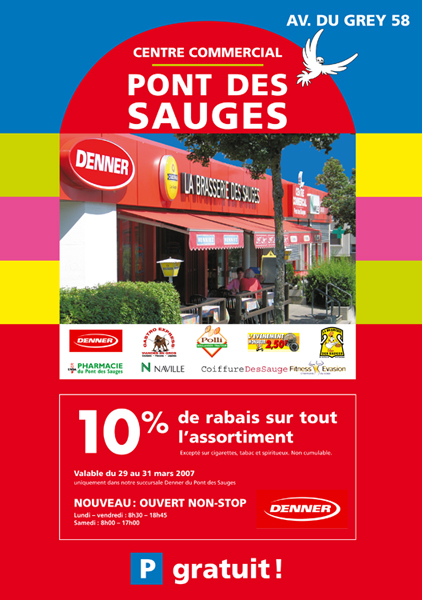 AV. DU GREY 58
CENTRE COMMERCIAL
PONT DES
SAUGES
DENNER
LA BRASSERIE DES SAUGES
DENNER
Polli
2,50
PHARMACIE
du Pont des Sauges
N NAVILLE
CoiffureDesSauge
Fitness Evasion
10% de rabais sur tout
l'assortiment
Excepté sur cigarettes, tabac et spiritueux. Non cumulable.
Valable du 29 au 31 mars 2007
uniquement dans notre succursale Denner du Pont des Sauges
NOUVEAU: OUVERT NON-STOP
Lundi – vendredi : 8h30 – 18h45
Samedi : 8h00 – 17h00
DENNER
P gratuit !